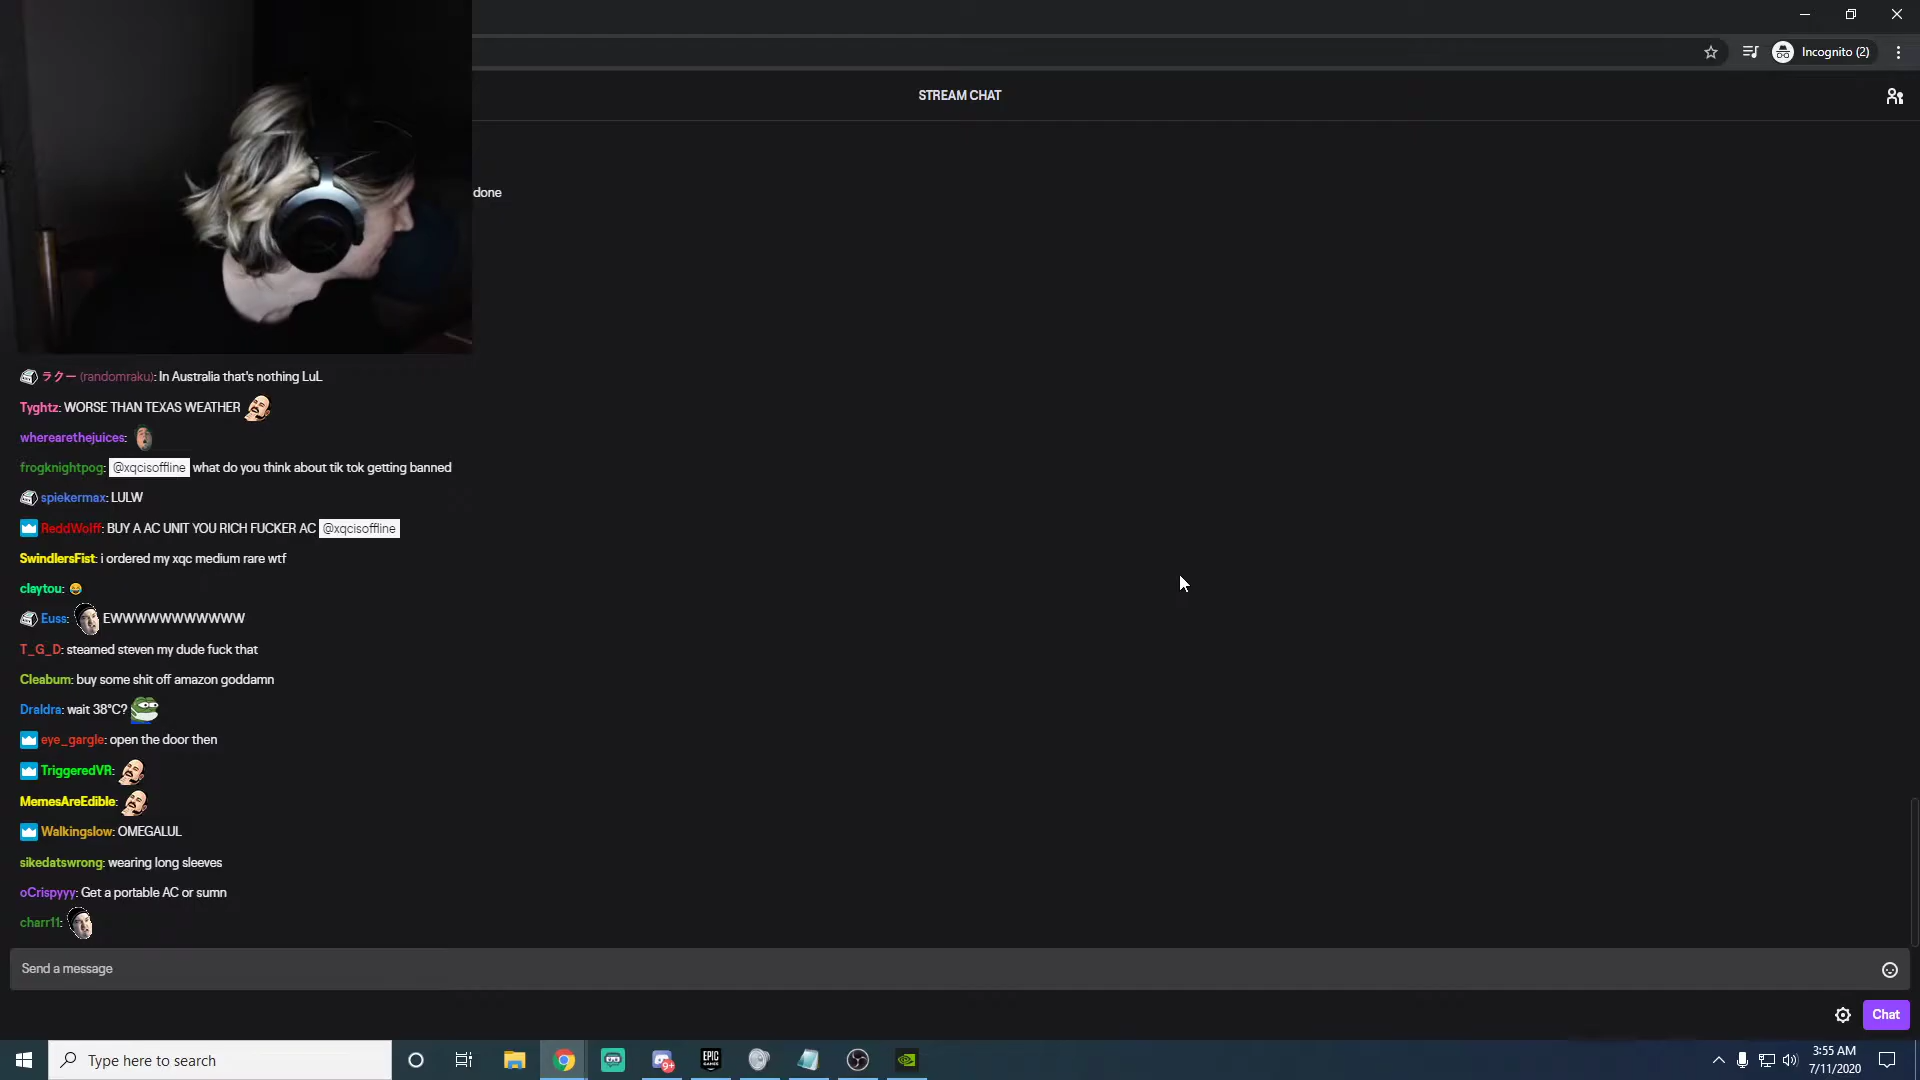 Incognito (2)
STREAM CHAT
done
ラクー (randomraku): In Australia that's nothing LuL
Tyghtz: WORSE THAN TEXAS WEATHER
wherearethejuices:
frogknightpog: @xqcisoffline what do you think about tik tok getting banned
spiekermax: LULW
ReddWolff: BUY A AC UNIT YOU RICH FUCKER AC @xqcisoffline
SwindlersFist: i ordered my xqc medium rare wtf
claytou:
Euss: EWWWWWWWWWWW
T_G_D: steamed steven my dude fuck that
Cleabum: buy some shit off amazon goddamn
Draldra: wait 38°C?
eye_gargle: open the door then
TriggeredVR:
MemesAreEdible:
Walkingslow: OMEGALUL
sikedatswrong: wearing long sleeves
oCrispyyy: Get a portable AC or sumn
charr11:
Send a message
Chat
Type here to search
EPIC
GAMES
9+
3:55 AM
7/11/2020